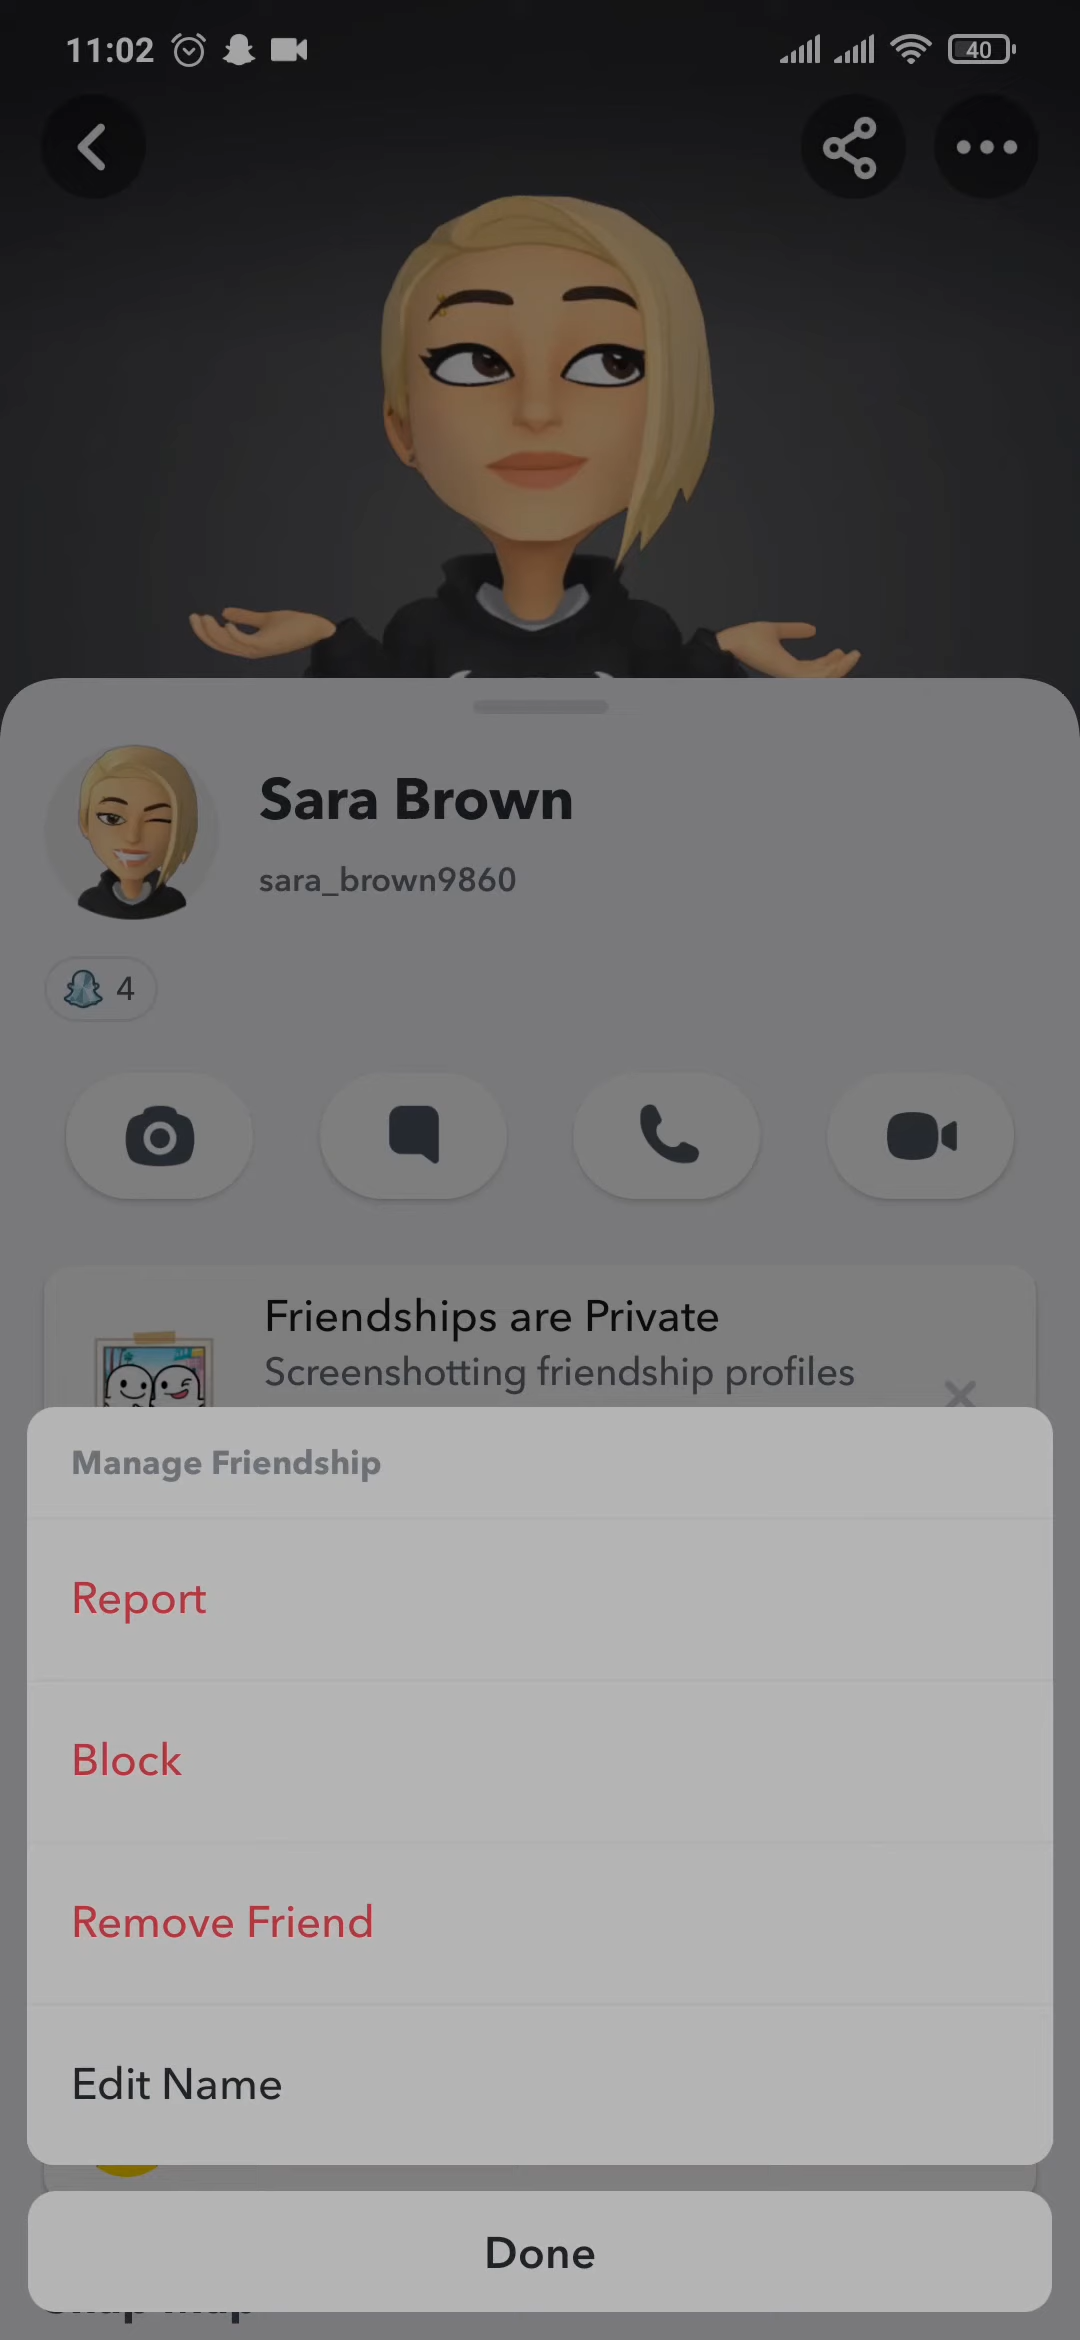 11:02
40
Sara Brown
sara_brown9860
4
Friendships are Private
Screenshotting friendship profiles
Manage Friendship
Report
Block
Remove Friend
Edit Name
Done